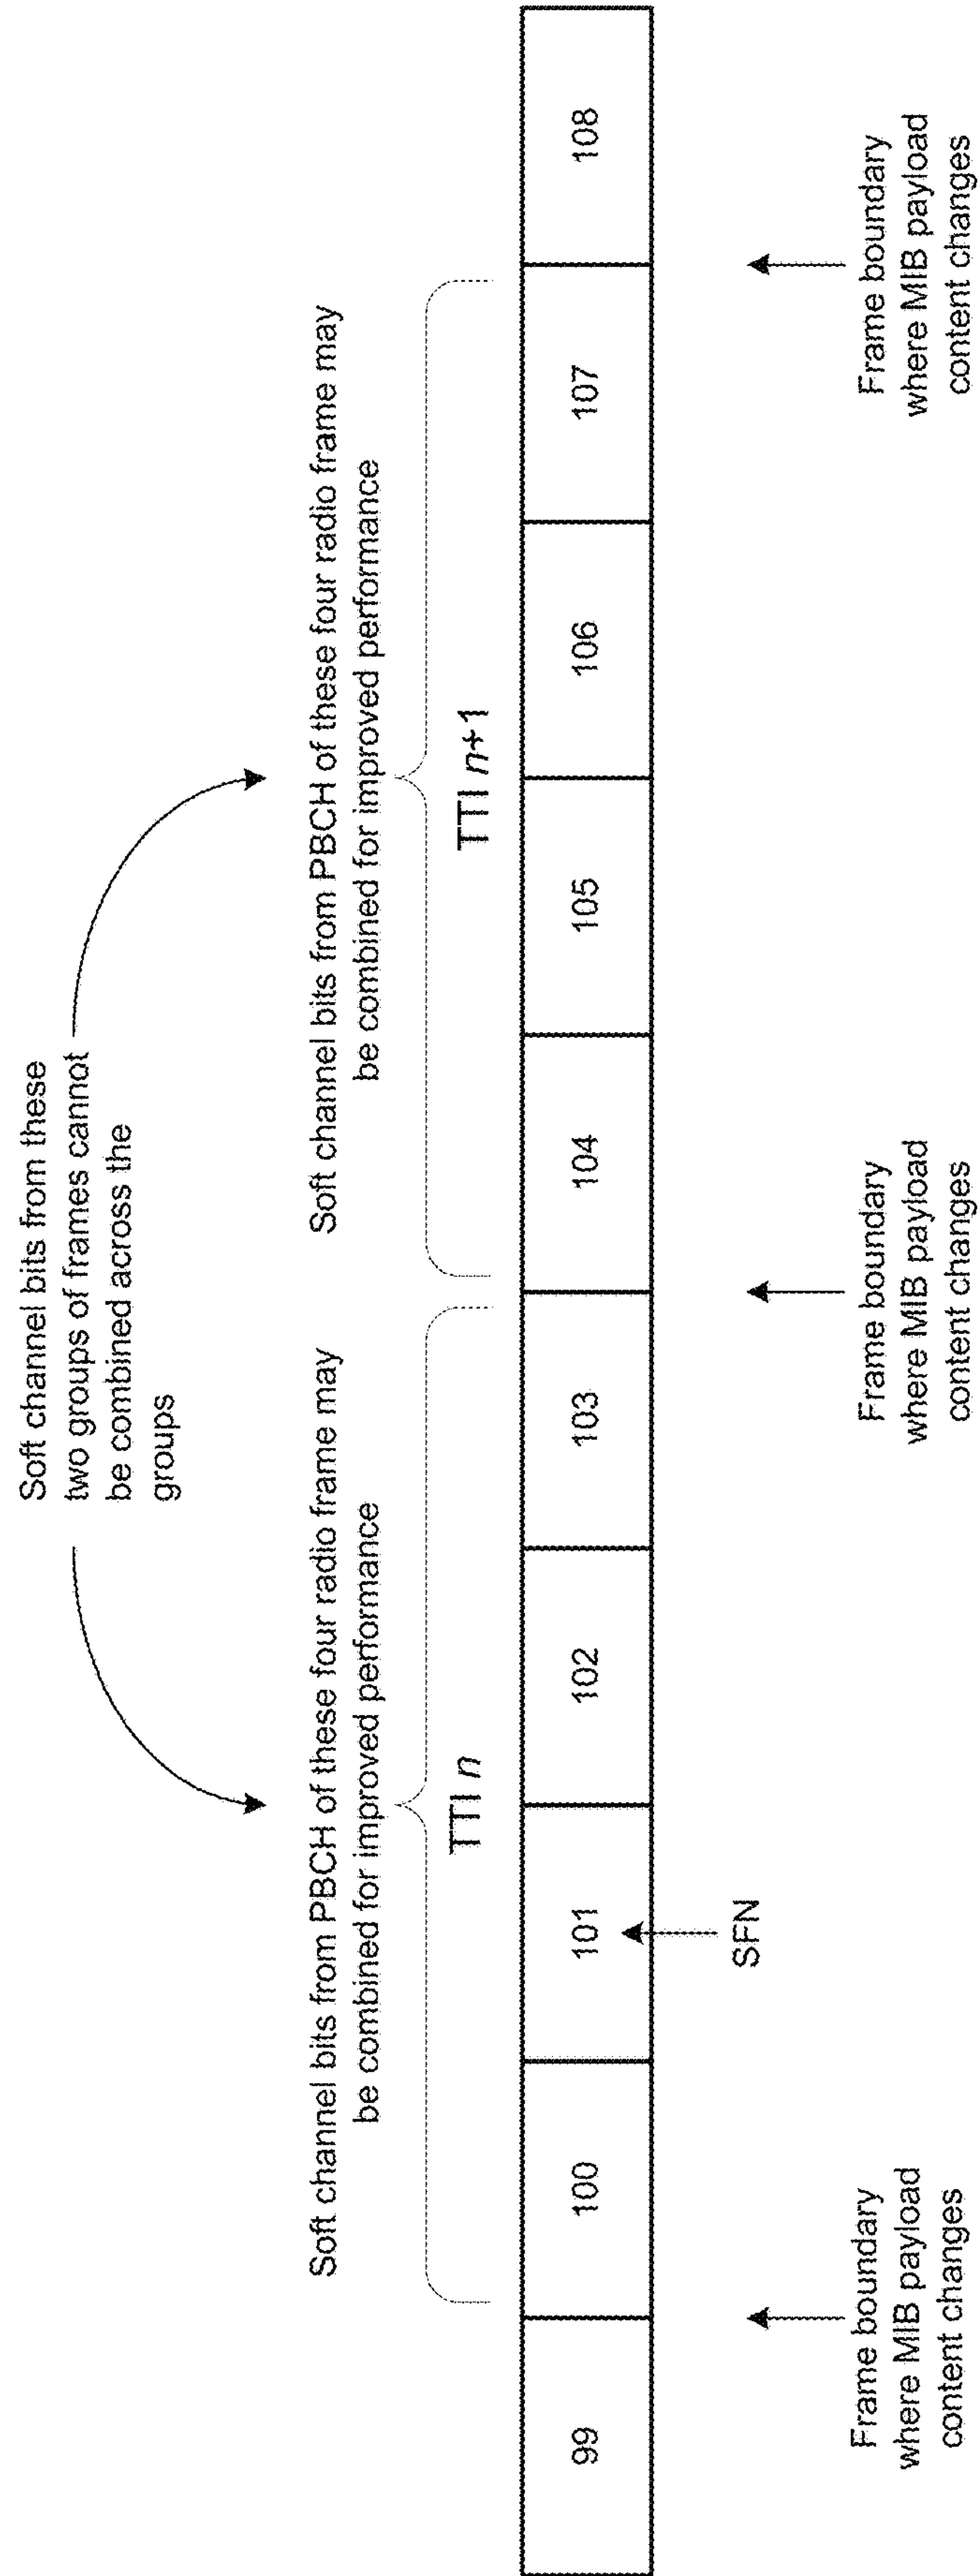 Soft channel bits from these
two groups of frames cannot
be combined across the
groups
Soft channel bits from PBCH of these four radio frame may
be combined for improved performance
Soft channel bits from PBCH of these four radio frame may
be combined for improved performance
TTI n
TTI n+1
99
100
101
102
103
104
105
106
107
108
SFN
Frame boundary
where MIB payload
content changes
Frame boundary
where MIB payload
content changes
Frame boundary
where MIB payload
content changes